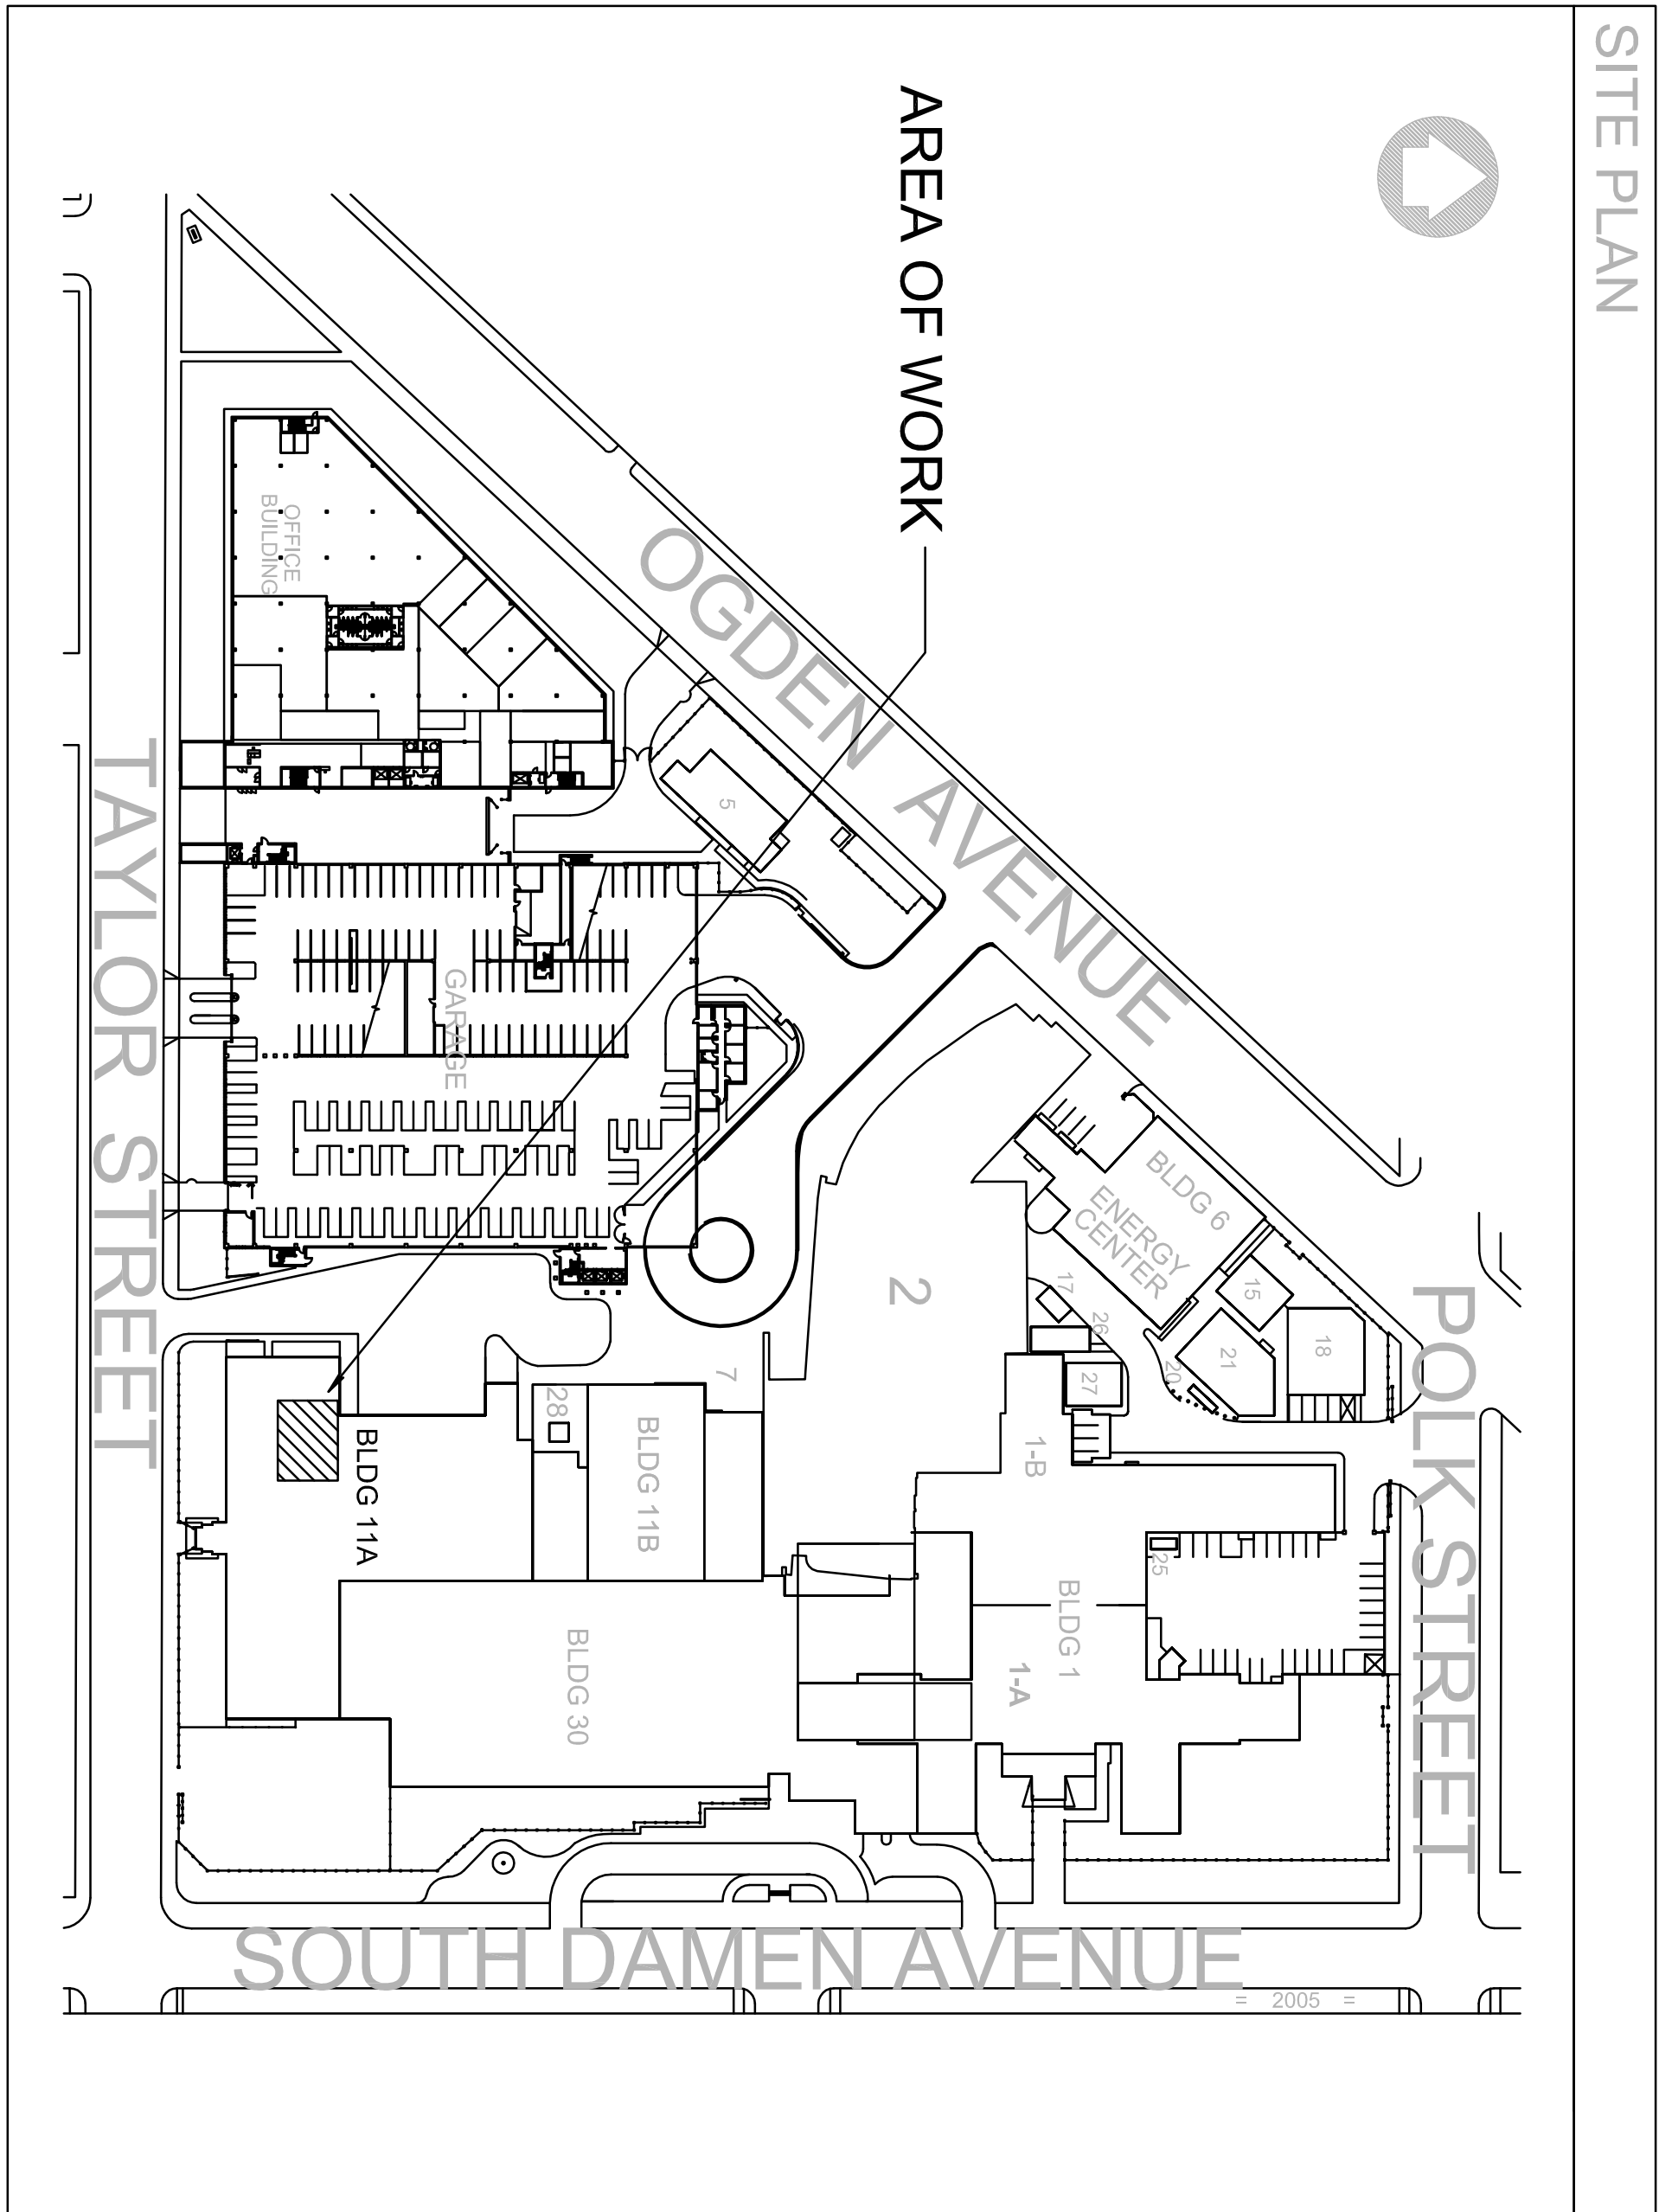 SITE PLAN
AREA OF WORK
OGDEN AVENUE
OFFICE
BUILDING
5
TAYLOR STREET
GARAGE
BLDG 6
ENERGY
CENTER
2
17
26
15
18
21
20
27
POLK STREET
7
28
1-B
BLDG 11A
BLDG 11B
25
BLDG 1
1-A
BLDG 30
SOUTH DAMEN AVENUE
= 2005 =